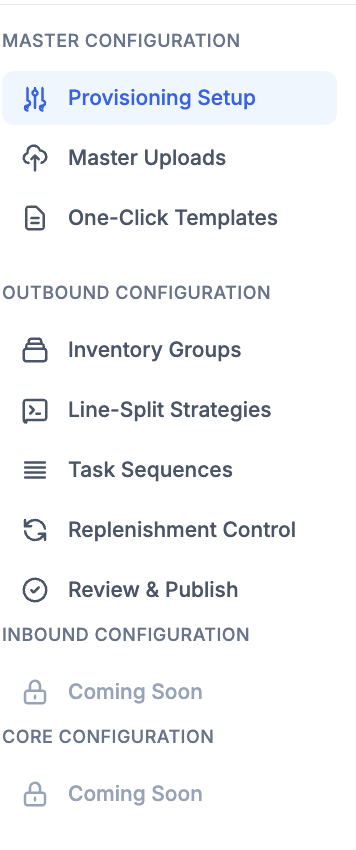 MASTER CONFIGURATION
Provisioning Setup
Master Uploads
One-Click Templates
OUTBOUND CONFIGURATION
Inventory Groups
Line-Split Strategies
Task Sequences
Replenishment Control
Review & Publish
INBOUND CONFIGURATION
Coming Soon
CORE CONFIGURATION
Coming Soon